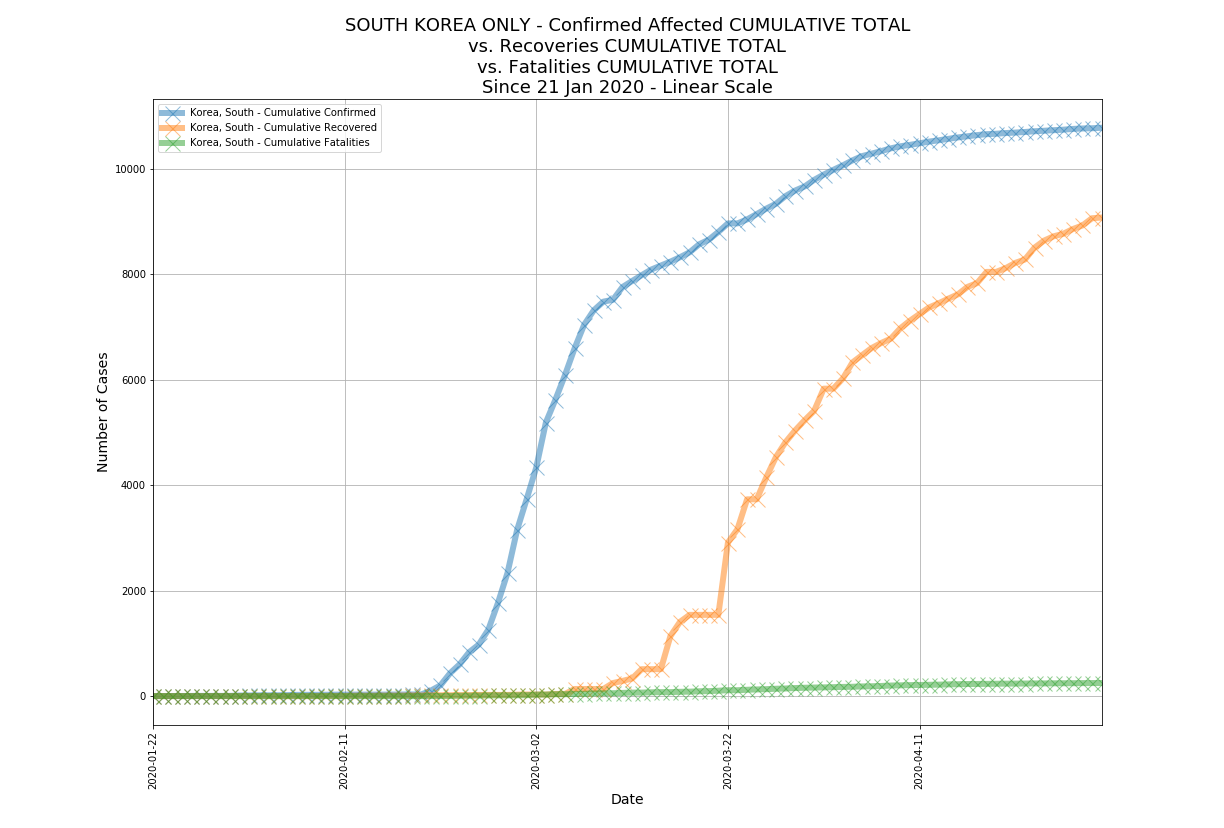 SOUTH KOREA ONLY - Confirmed Affected CUMULATIVE TOTAL
vs. Recoveries CUMULATIVE TOTAL
vs. Fatalities CUMULATIVE TOTAL
Since 21 Jan 2020 - Linear Scale
Korea, South - Cumulative Confirmed
Korea, South - Cumulative Recovered
Korea, South - Cumulative Fatalities
Number of Cases
10000
8000
6000
4000
2000
0
2020-01-22
2020-02-11
2020-03-02
2020-03-22
2020-04-11
Date